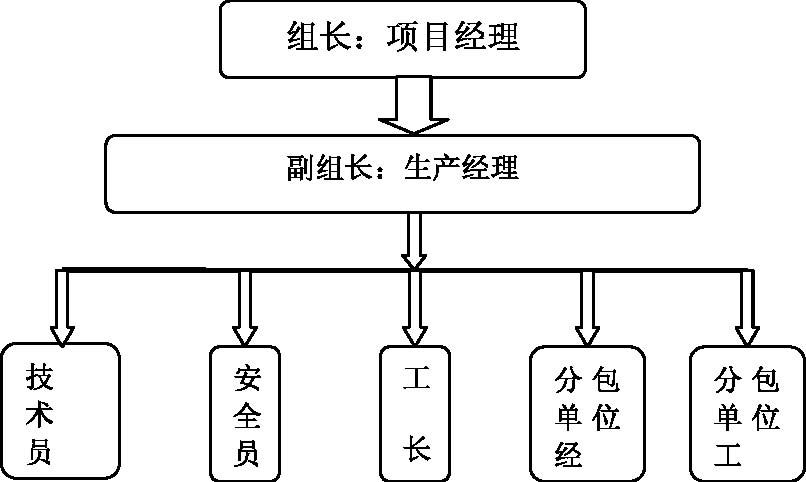 组长：项目经理
副组长：生产经理
技
术
员
安
全
员
工
长
分包
单位
经
分包
单位
工